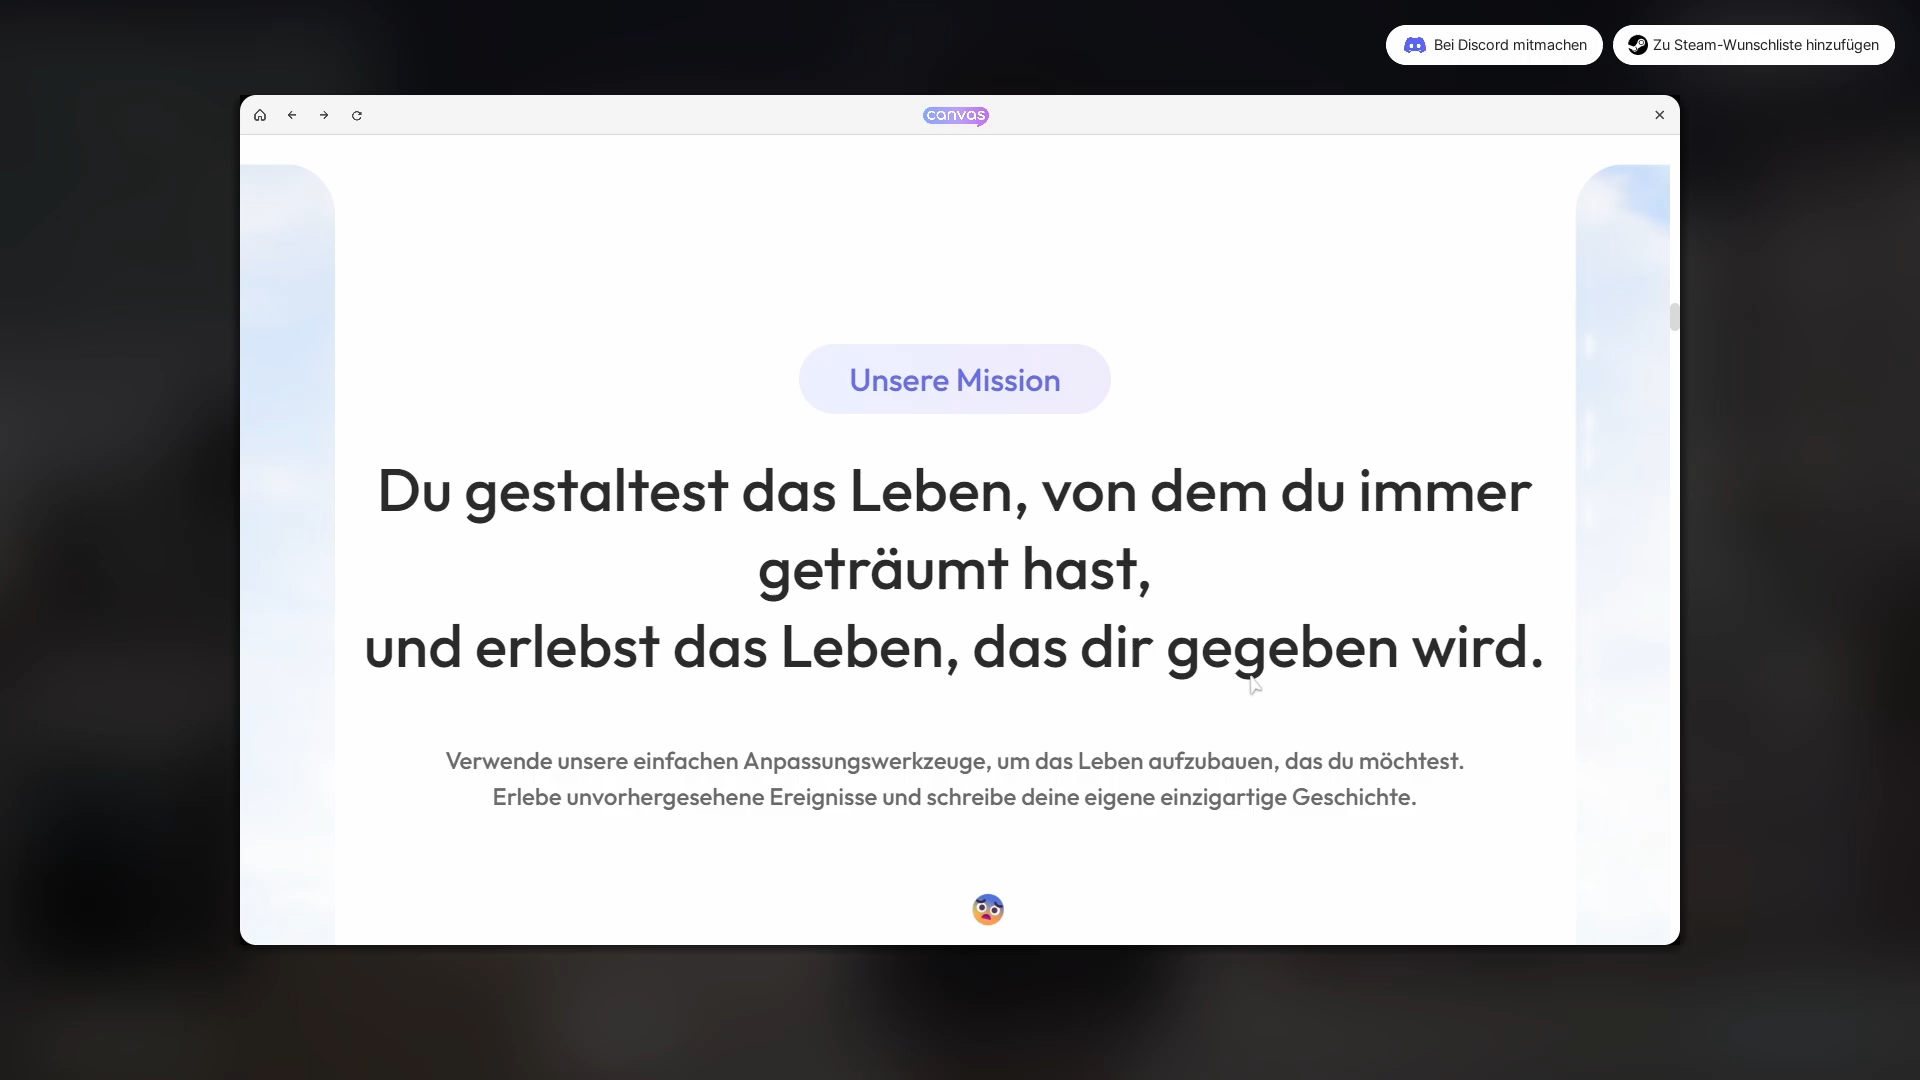 Bei Discord mitmachen
Zu Steam-Wunschliste hinzufügen
canvas
Unsere Mission
Du gestaltest das Leben, von dem du immer
geträumt hast,
und erlebst das Leben, das dir gegeben wird.
Verwende unsere einfachen Anpassungswerkzeuge, um das Leben aufzubauen, das du möchtest.
Erlebe unvorhergesehene Ereignisse und schreibe deine eigene einzigartige Geschichte.